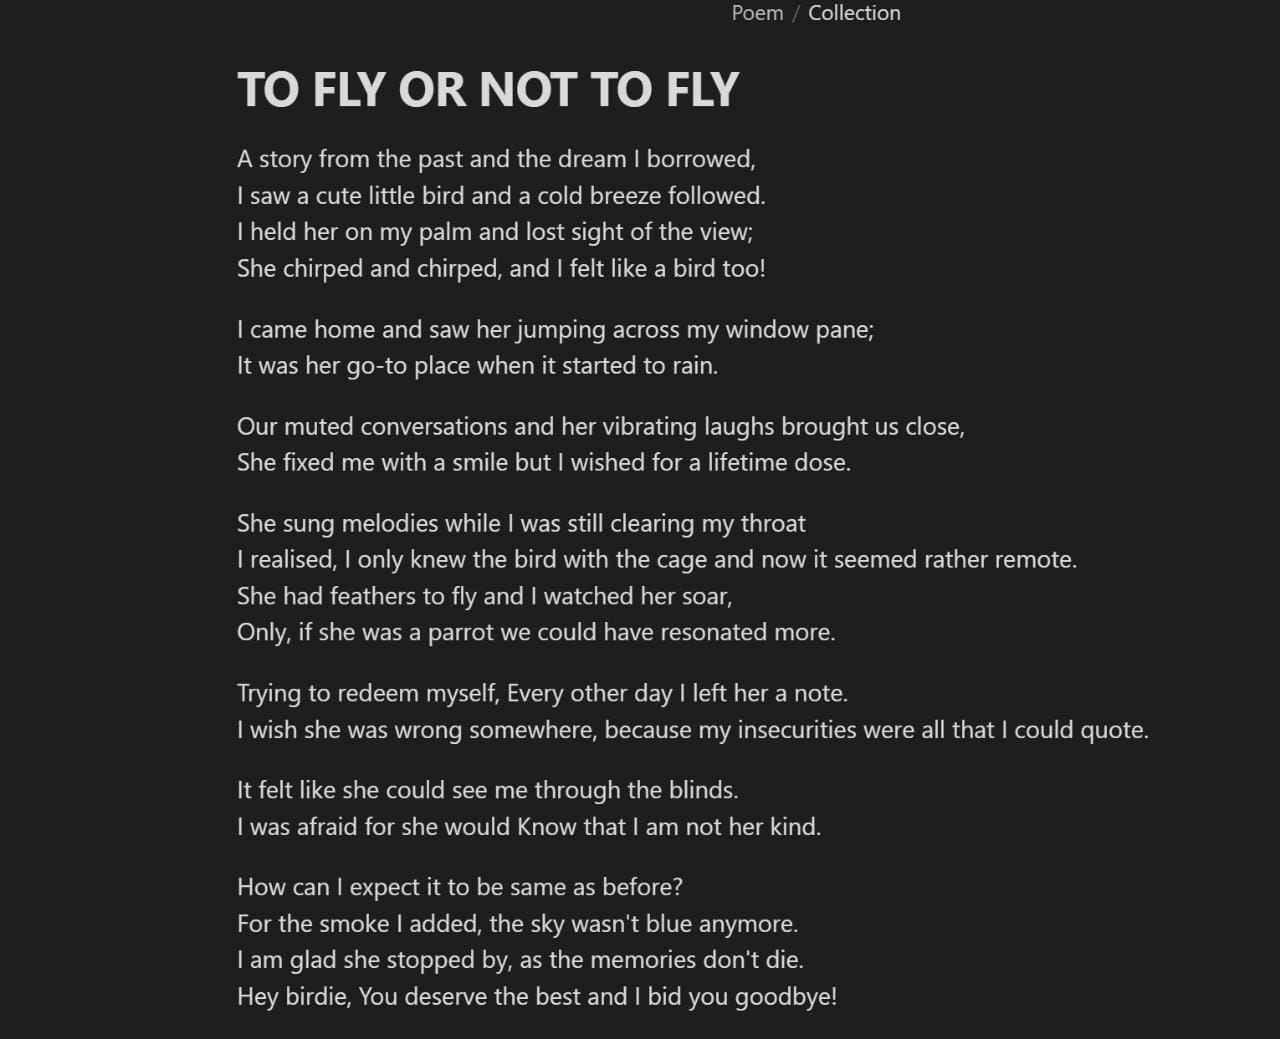 Poem / Collection
TO FLY OR NOT TO FLY
A story from the past and the dream I borrowed,
I saw a cute little bird and a cold breeze followed.
I held her on my palm and lost sight of the view;
She chirped and chirped, and I felt like a bird too!
I came home and saw her jumping across my window pane;
It was her go-to place when it started to rain.
Our muted conversations and her vibrating laughs brought us close,
She fixed me with a smile but I wished for a lifetime dose.
She sung melodies while I was still clearing my throat
I realised, I only knew the bird with the cage and now it seemed rather remote.
She had feathers to fly and I watched her soar,
Only, if she was a parrot we could have resonated more.
Trying to redeem myself, Every other day I left her a note.
I wish she was wrong somewhere, because my insecurities were all that I could quote.
It felt like she could see me through the blinds.
I was afraid for she would Know that I am not her kind.
How can I expect it to be same as before?
For the smoke I added, the sky wasn't blue anymore.
I am glad she stopped by, as the memories don't die.
Hey birdie, You deserve the best and I bid you goodbye!